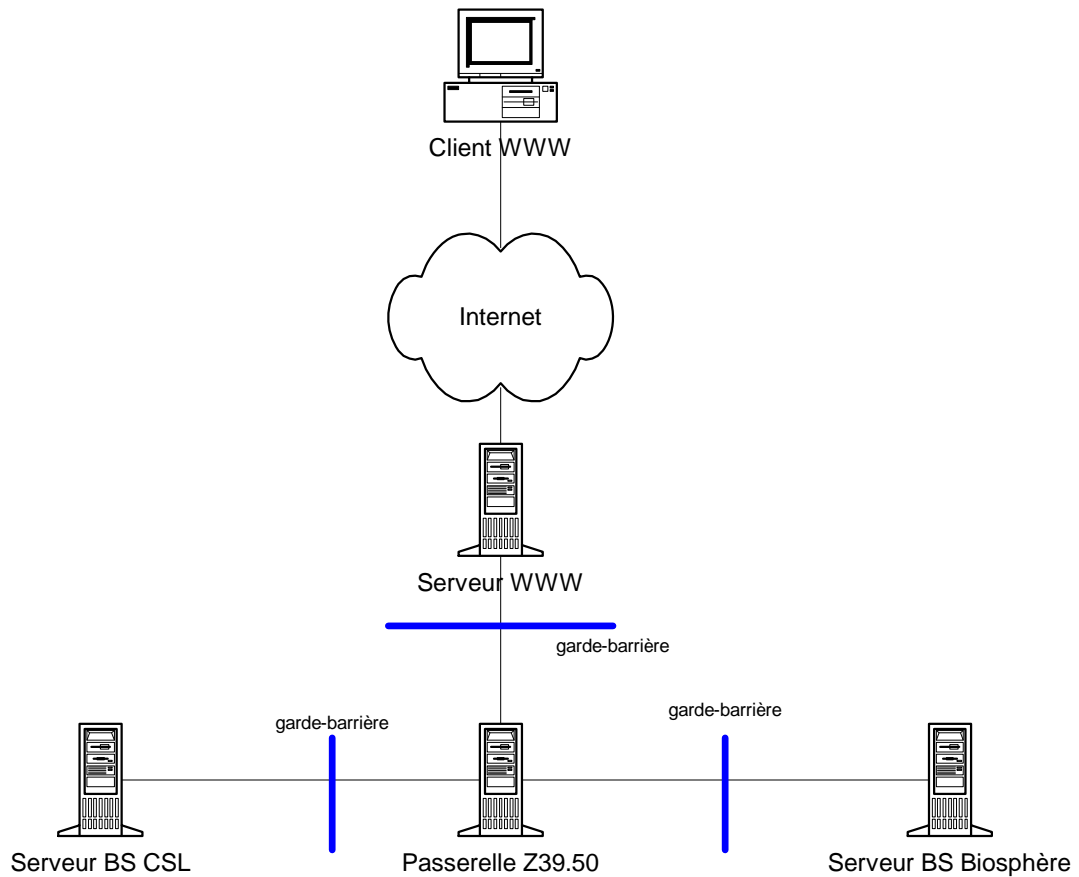 Client WWW
Internet
Serveur WWW
garde-barrière
garde-barrière
garde-barrière
Serveur BS CSL
Passerelle Z39.50
Serveur BS Biosphère